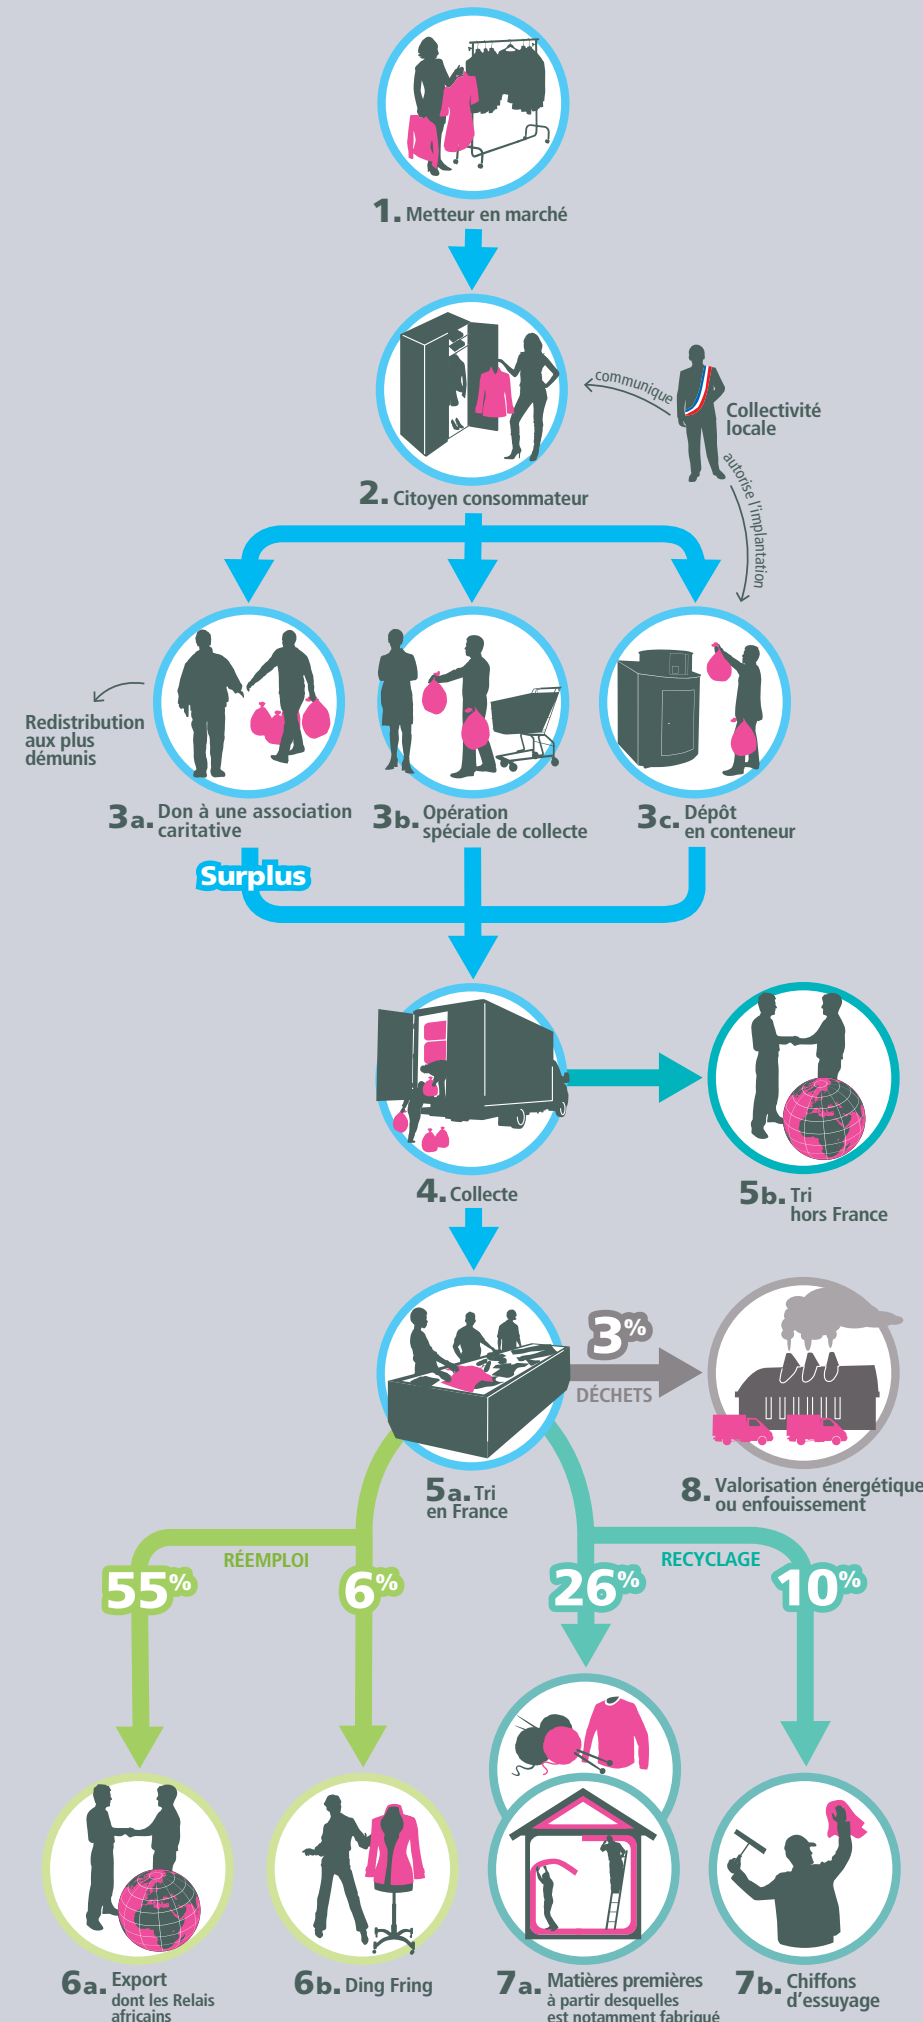 1. Metteur en marché
communique
Collectivité
locale
2. Citoyen consommateur
autorise l'implantation
Redistribution
aux plus
démunis
3a. Don à une association
caritative
3b. Opération
spéciale de collecte
3c. Dépôt
en conteneur
Surplus
4. Collecte
5b. Tri
hors France
3%
DÉCHETS
5a. Tri
en France
8. Valorisation énergétique
ou enfouissement
RÉEMPLOI
RECYCLAGE
55%
6%
26%
10%
6a. Export
dont les Relais
africains
6b. Ding Fring
7a. Matières premières
à partir desquelles
est notamment fabriqué
7b. Chiffons
d'essuyage